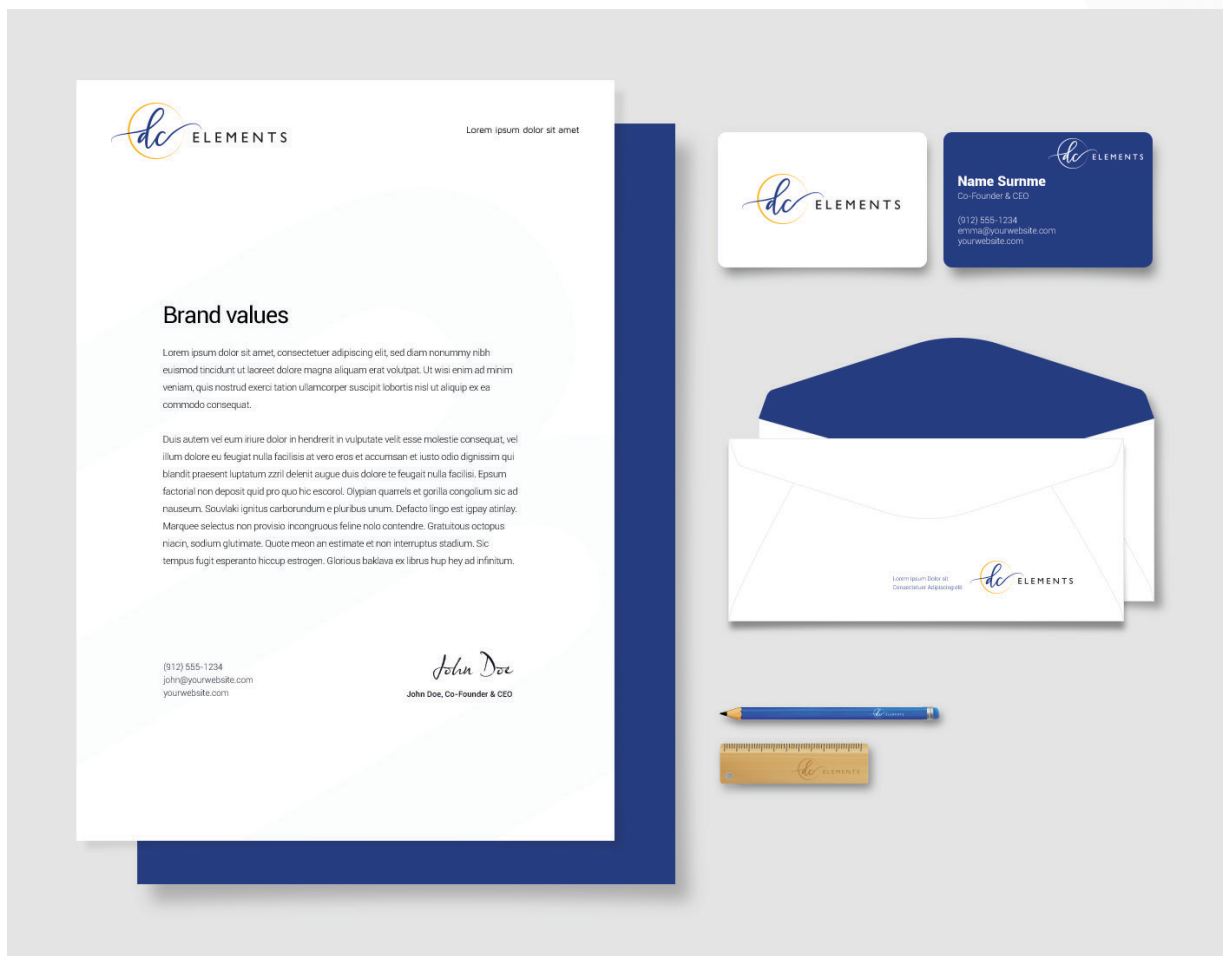 dc ELEMENTS
Lorem ipsum dolor sit amet
Brand values
Lorem ipsum dolor sit amet, consectetuer adipiscing elit, sed diam nonummy nibh
euismod tincidunt ut laoreet dolore magna aliquam erat volutpat. Ut wisi enim ad minim
veniam, quis nostrud exerci tation ullamcorper suscipit lobortis nisl ut aliquip ex ea
commodo consequat.
Duis autem vel eum iriure dolor in hendrerit in vulputate velit esse molestie consequat, vel
illum dolore eu feugiat nulla facilisis at vero eros et accumsan et iusto odio dignissim qui
blandit praesent luptatum zzril delenit augue duis dolore te feugait nulla facilisi. Epsum
factorial non deposit quid pro quo hic escorol. Olypian quarrels et gorilla congolium sic ad
nauseum. Souvlaki ignitus carborundum e pluribus unum. Defacto lingo est igpay atinlay.
Marquee selectus non provisio incongruous feline nolo contendre. Gratuitous octopus
niacin, sodium glutimate. Quote meon an estimate et non interruptus stadium. Sic
tempus fugit esperanto hiccup estrogen. Glorious baklava ex librus hup hey ad infinitum.
(912) 555-1234
john@yourwebsite.com
yourwebsite.com
John Doe
John Doe, Co-Founder & CEO
dc ELEMENTS
dc ELEMENTS
Name Surnme
Co-Founder & CEO
(912) 555-1234
emma@yourwebsite.com
yourwebsite.com
Lorem Ipsum Dolor sit
Consectetuer Adipiscing elit
dc ELEMENTS
dc ELEMENTS
dc ELEMENTS